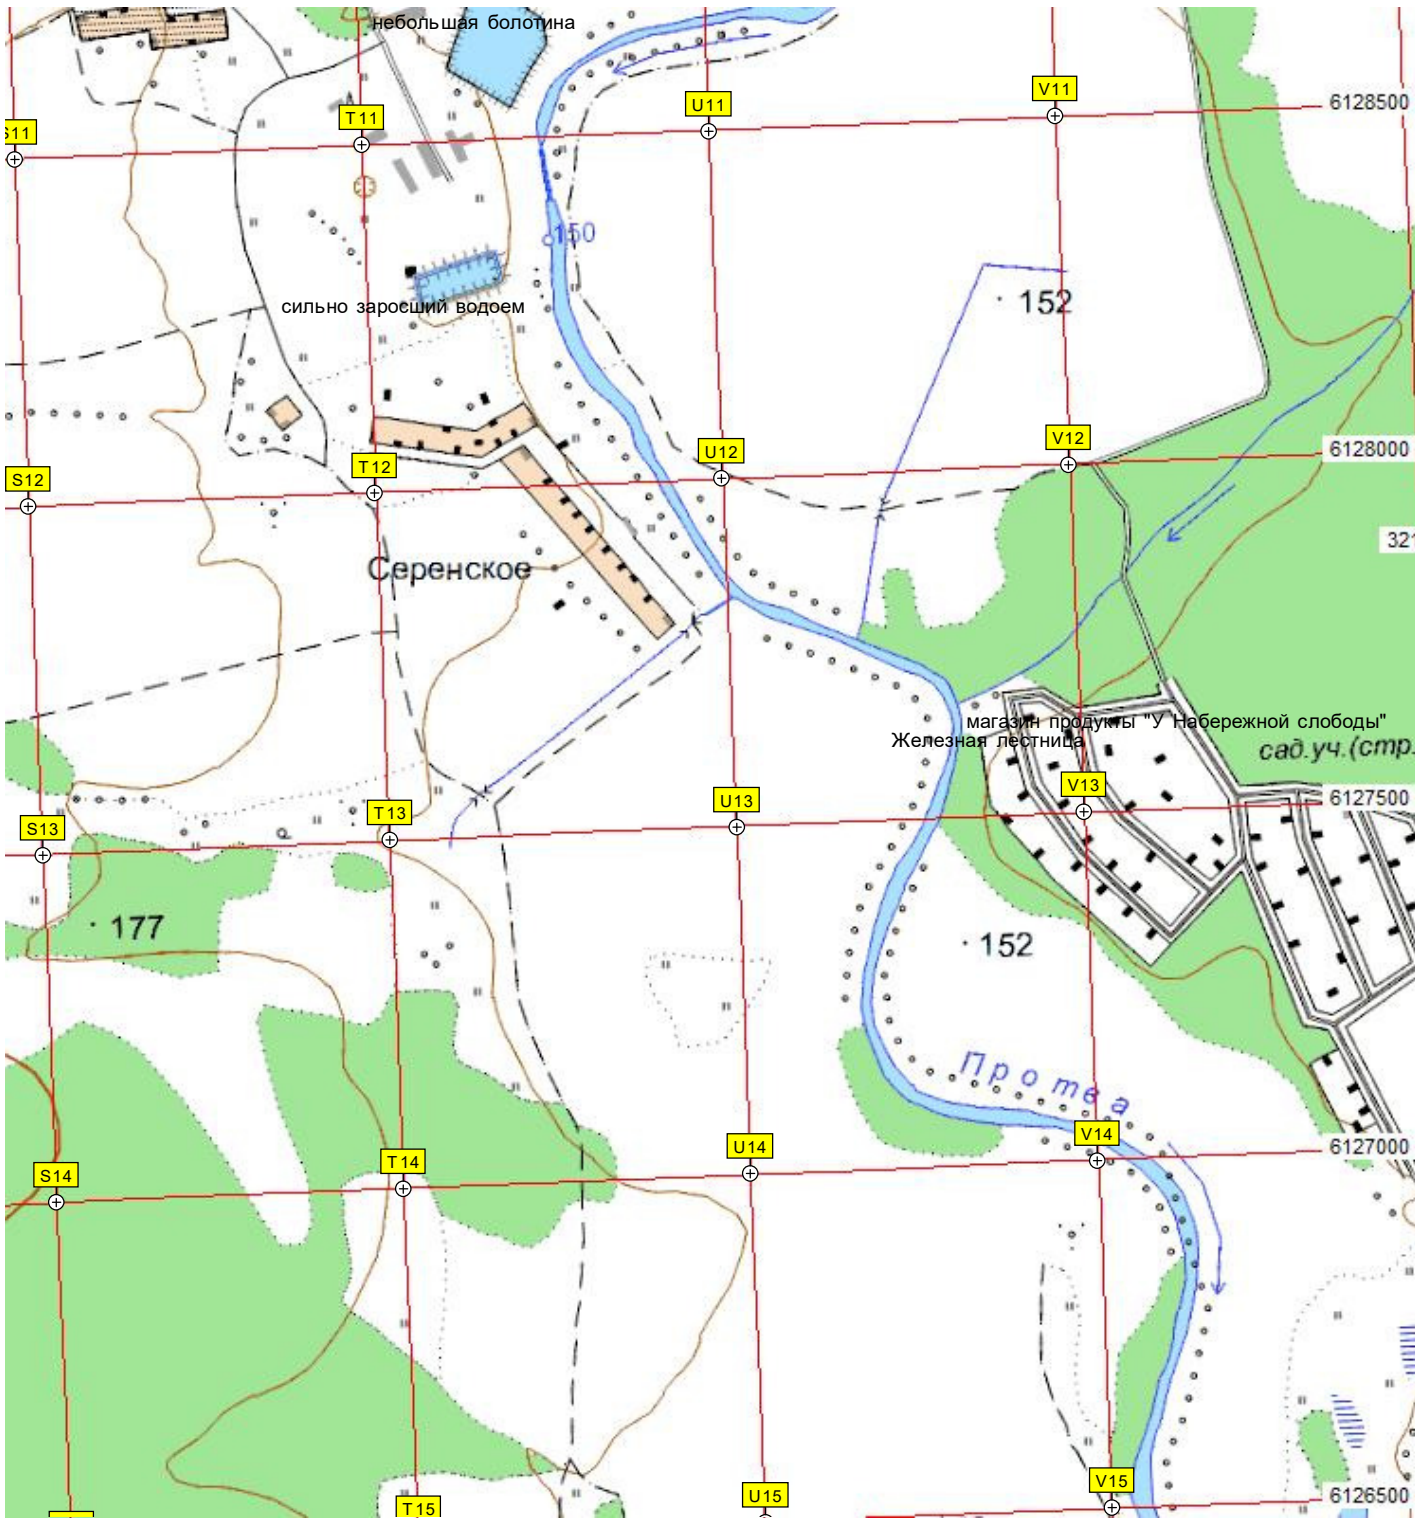 небольшая болотина
V11
6128500
U11
T11
S11
150
152
сильно заросший водоем
V12
6128000
U12
T12
S12
321
Серенское
магазин продукты "У Набережной слободы"
Железная лестница
сад.уч.(стр.
V13
6127500
U13
T13
S13
177
152
Протва
V14
6127000
U14
T14
S14
V15
6126500
U15
T15